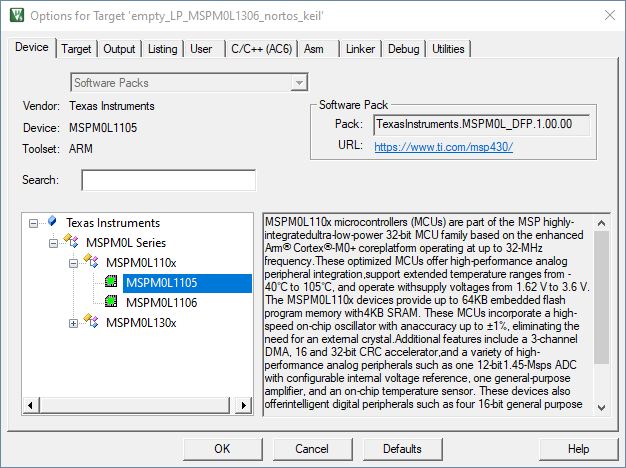 Options for Target 'empty_LP_MSPM0L1306_nortos_keil'
Device
Target
Output
Listing
User
C/C++ (AC6)
Asm
Linker
Debug
Utilities
Software Packs
Vendor: Texas Instruments
Device: MSPM0L1105
Toolset: ARM
Search:
Software Pack
Pack: TexasInstruments.MSPM0L_DFP.1.00.00
URL: https://www.ti.com/msp430/
Texas Instruments
MSPM0L Series
MSPM0L110x
MSPM0L1105
MSPM0L1106
MSPM0L130x
MSPM0L110x microcontrollers (MCUs) are part of the MSP highly-
integratedultra-low-power 32-bit MCU family based on the enhanced
Arm® Cortex®-M0+ coreplatform operating at up to 32-MHz
frequency.These optimized MCUs offer high-performance analog
peripheral integration,support extended temperature ranges from -
40°C to 105°C, and operate withsupply voltages from 1.62 V to 3.6 V.
The MSPM0L110x devices provide up to 64KB embedded flash
program memory with4KB SRAM. These MCUs incorporate a high-
speed on-chip oscillator with anaccuracy up to ±1%, eliminating the
need for an external crystal.Additional features include a 3-channel
DMA, 16 and 32-bit CRC accelerator,and a variety of high-
performance analog peripherals such as one 12-bit1.45-Msps ADC
with configurable internal voltage reference, one general-purpose
amplifier, and an on-chip temperature sensor. These devices also
offerintelligent digital peripherals such as four 16-bit general purpose
OK
Cancel
Defaults
Help